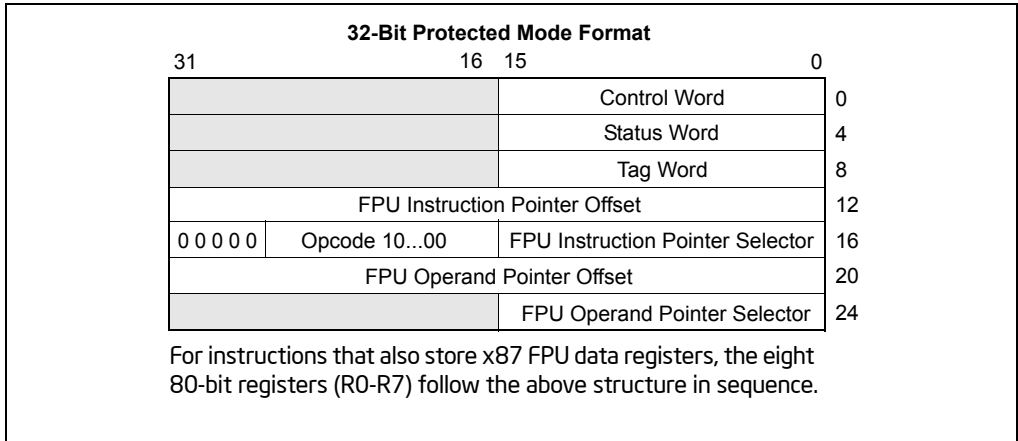 32-Bit Protected Mode Format
31 16 15 0
Control Word 0
Status Word 4
Tag Word 8
FPU Instruction Pointer Offset 12
0 0 0 0 0 Opcode 10...00 FPU Instruction Pointer Selector 16
FPU Operand Pointer Offset 20
FPU Operand Pointer Selector 24
For instructions that also store x87 FPU data registers, the eight
80-bit registers (R0-R7) follow the above structure in sequence.